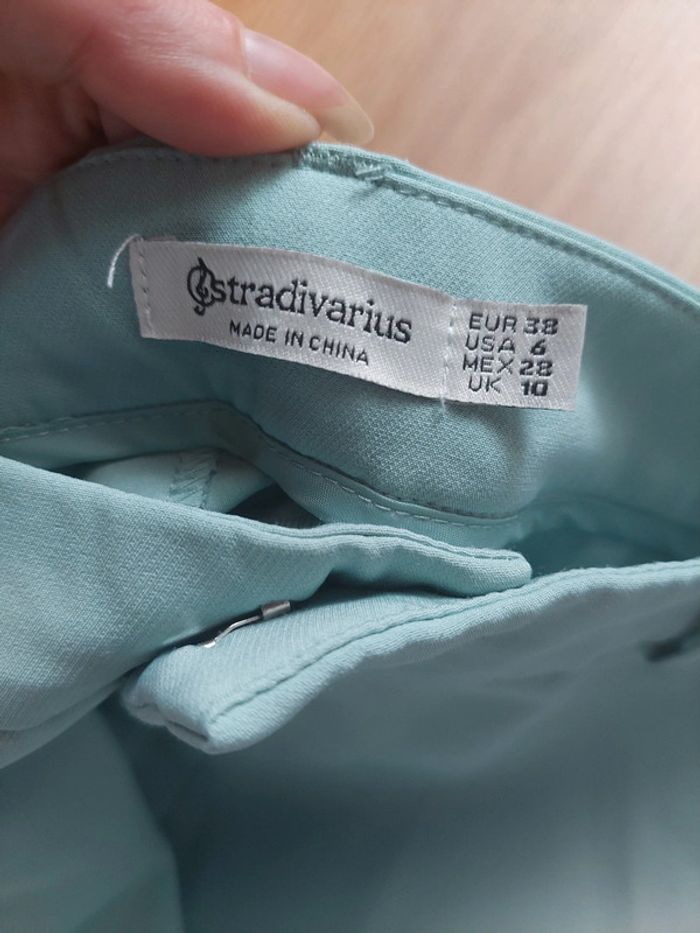 stradivarius
MADE IN CHINA
EUR 38
USA 6
MEX 28
UK 10